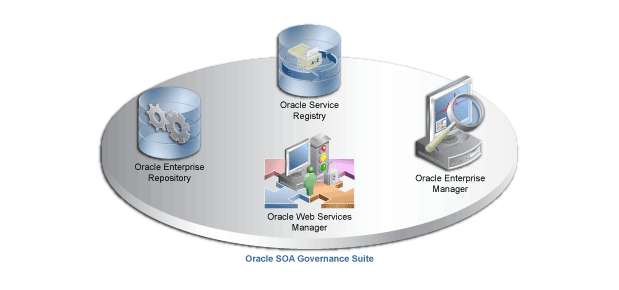 Oracle Service
Registry
Oracle Enterprise
Repository
Oracle Enterprise
Manager
Oracle Web Services
Manager
Oracle SOA Governance Suite